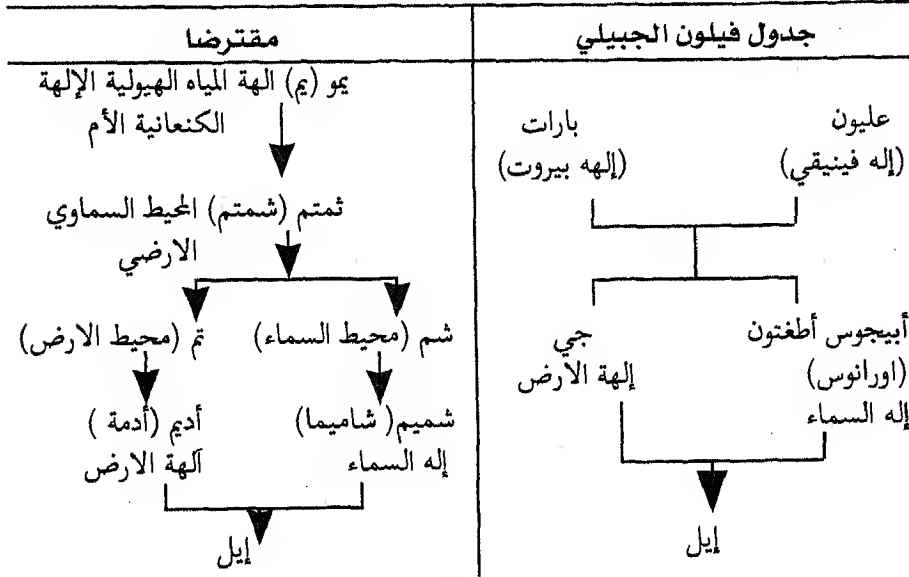 جدول فيلون الجبيلي
عليون
(إله فينيقي)
بارات
(إلهه بيروت)
أبيجوس أطغتون
(اورانوس)
إله السماء
جي
إلهة الارض
إيل
مقترضا
يمو (يم) الهة المياه الهيولية الإلهة
الكنعانية الأم
ثمتم (شمتم) المحيط السماوي
الارضي
شم (محيط السماء)
تم (محيط الارض)
شميم (شاميما)
إله السماء
أديم (أدمة )
آلهة الارض
إيل